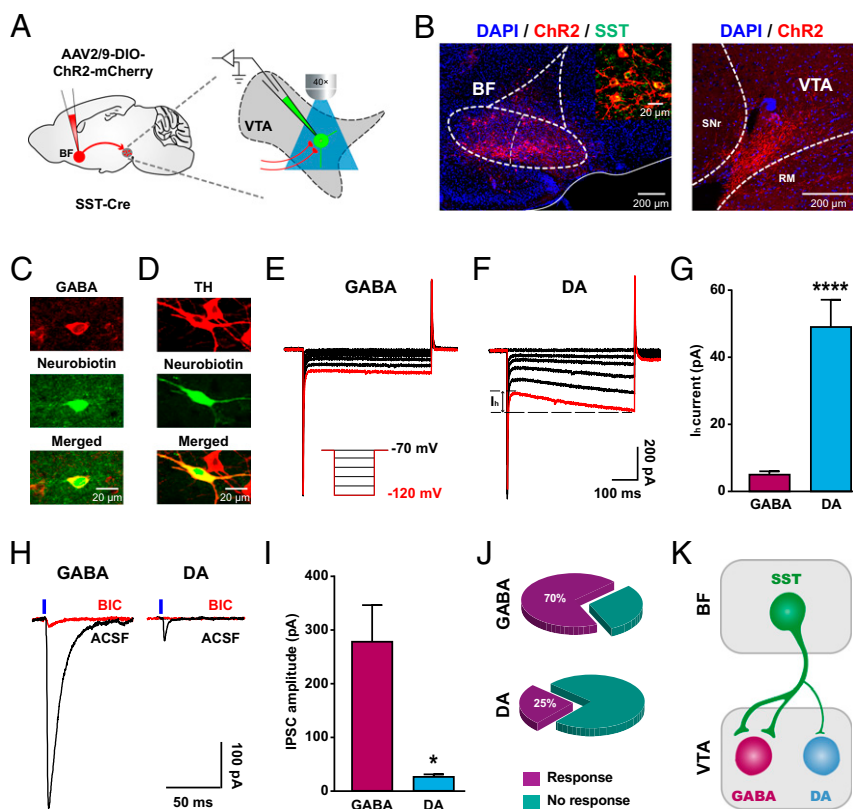 A
AAV2/9-DIO-
ChR2-mCherry
BF
SST-Cre
VTA
40×
B
DAPI / ChR2 / SST
BF
20 µm
200 µm
DAPI / ChR2
VTA
SNr
RM
200 µm
C
GABA
Neurobiotin
Merged
20 µm
D
TH
Neurobiotin
Merged
20 µm
E
GABA
-70 mV
-120 mV
F
DA
Ih
200 pA
100 ms
G
Ih current (pA)
60
40
20
0
****
GABA
DA
H
GABA
BIC
ACSF
DA
BIC
ACSF
100 pA
50 ms
I
IPSC amplitude (pA)
400
300
200
100
0
*
GABA
DA
J
GABA
70%
DA
25%
Response
No response
K
BF
SST
VTA
GABA
DA